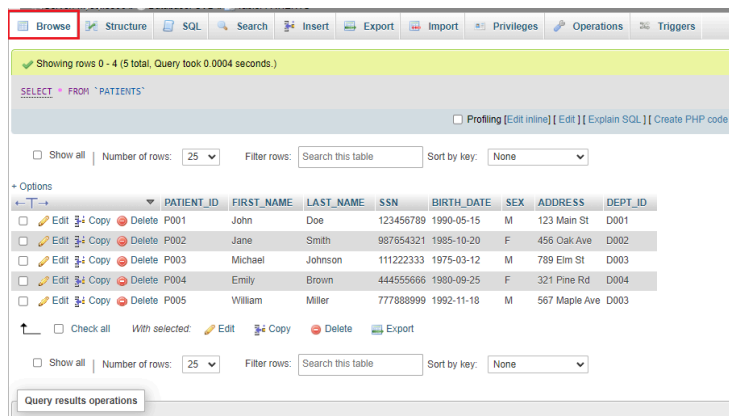 Browse Structure SQL Search Insert Export Import Privileges Operations Triggers
Showing rows 0 - 4 (5 total, Query took 0.0004 seconds.)
SELECT * FROM `PATIENTS`
Profiling [Edit inline] [ Edit ] [ Explain SQL ] [ Create PHP code
Show all | Number of rows: 25 Filter rows: Search this table Sort by key: None
+ Options
←T→ ▼ PATIENT_ID FIRST_NAME LAST_NAME SSN BIRTH_DATE SEX ADDRESS DEPT_ID
Edit Copy Delete P001 John Doe 123456789 1990-05-15 M 123 Main St D001
Edit Copy Delete P002 Jane Smith 987654321 1985-10-20 F 456 Oak Ave D002
Edit Copy Delete P003 Michael Johnson 111222333 1975-03-12 M 789 Elm St D003
Edit Copy Delete P004 Emily Brown 444555666 1980-09-25 F 321 Pine Rd D004
Edit Copy Delete P005 William Miller 777888999 1992-11-18 M 567 Maple Ave D003
Check all With selected: Edit Copy Delete Export
Show all | Number of rows: 25 Filter rows: Search this table Sort by key: None
Query results operations